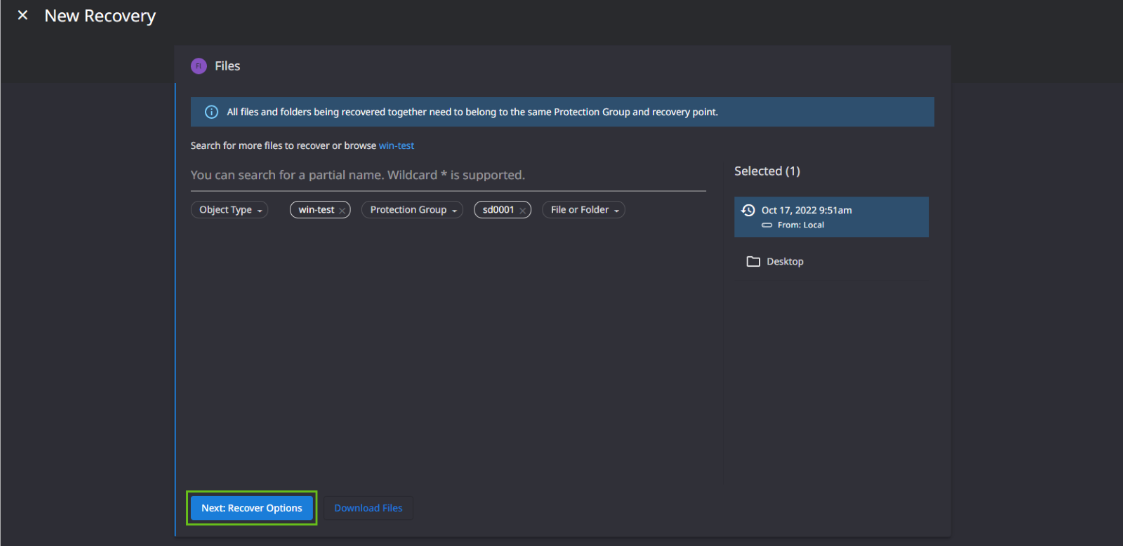 ✕ New Recovery
FI Files
All files and folders being recovered together need to belong to the same Protection Group and recovery point.
Search for more files to recover or browse win-test
You can search for a partial name. Wildcard * is supported.
Object Type win-test × Protection Group sd0001 × File or Folder
Selected (1)
Oct 17, 2022 9:51am
From: Local
Desktop
Next: Recover Options Download Files